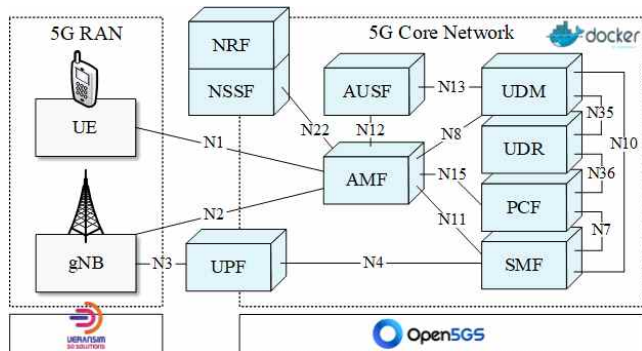 5G RAN
5G Core Network
docker
NRF
NSSF
AUSF
N13
UDM
UE
N1
N22
N12
N8
N35
UDR
N10
AMF
N15
N36
N2
N11
PCF
gNB
N3
UPF
N4
N7
SMF
UERANSIM
5G SOLUTIONS
Open5GS